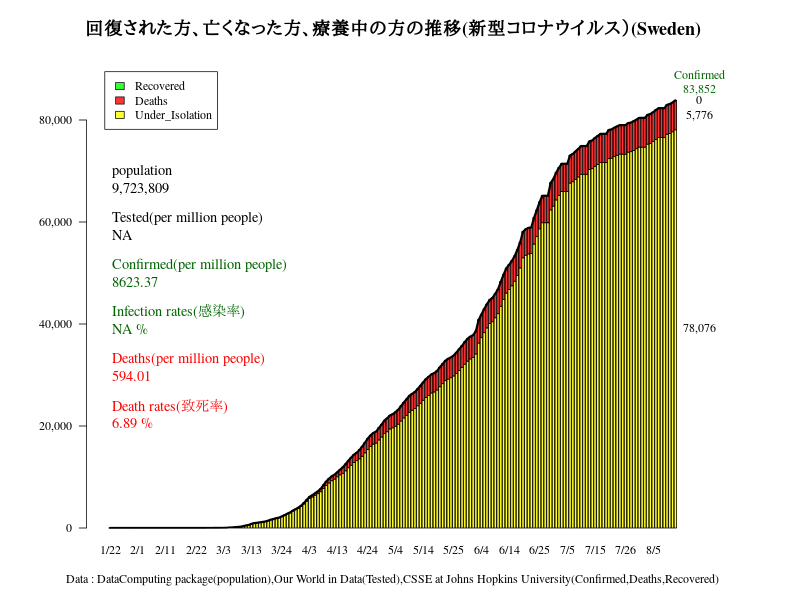 回復された方、亡くなった方、療養中の方の推移(新型コロナウイルス）(Sweden)
Confirmed
83,852
0
5,776
78,076
Recovered
Deaths
Under_Isolation
80,000
60,000
40,000
20,000
0
population
9,723,809
Tested(per million people)
NA
Confirmed(per million people)
8623.37
Infection rates(感染率)
NA %
Deaths(per million people)
594.01
Death rates(致死率)
6.89 %
1/22 2/1 2/11 2/22 3/3 3/13 3/24 4/3 4/13 4/24 5/4 5/14 5/25 6/4 6/14 6/25 7/5 7/15 7/26 8/5
Data : DataComputing package(population),Our World in Data(Tested),CSSE at Johns Hopkins University(Confirmed,Deaths,Recovered)